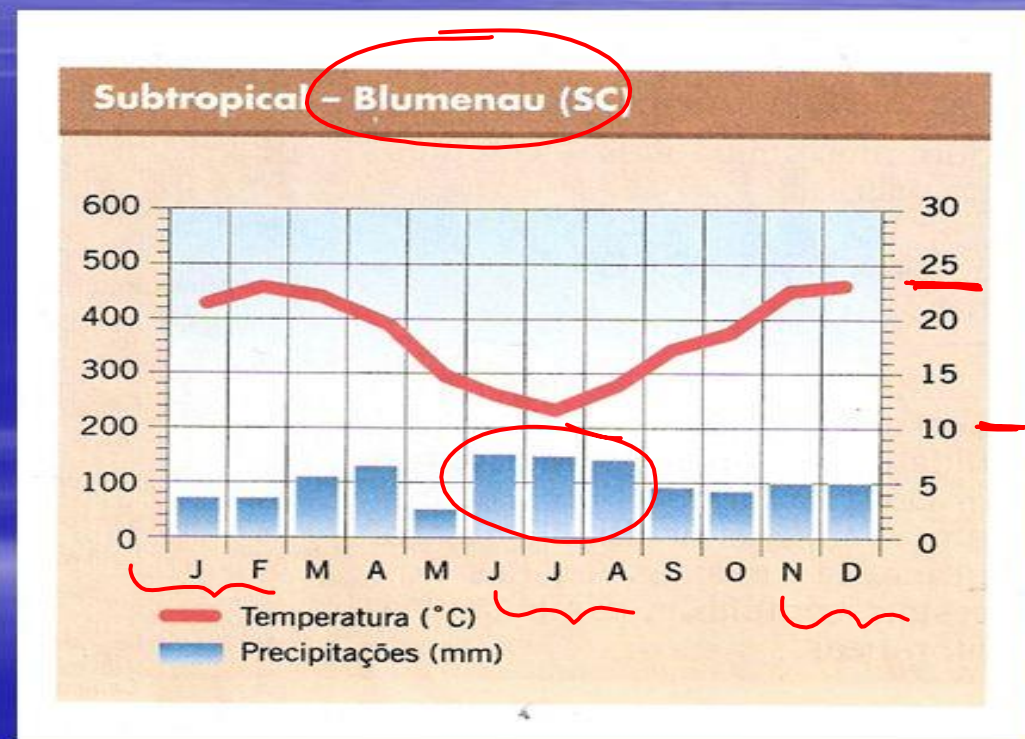 Subtropical – Blumenau (SC)
600 30
500 25
400 20
300 15
200 10
100 5
0 0
J F M A M J J A S O N D
Temperatura (°C)
Precipitações (mm)